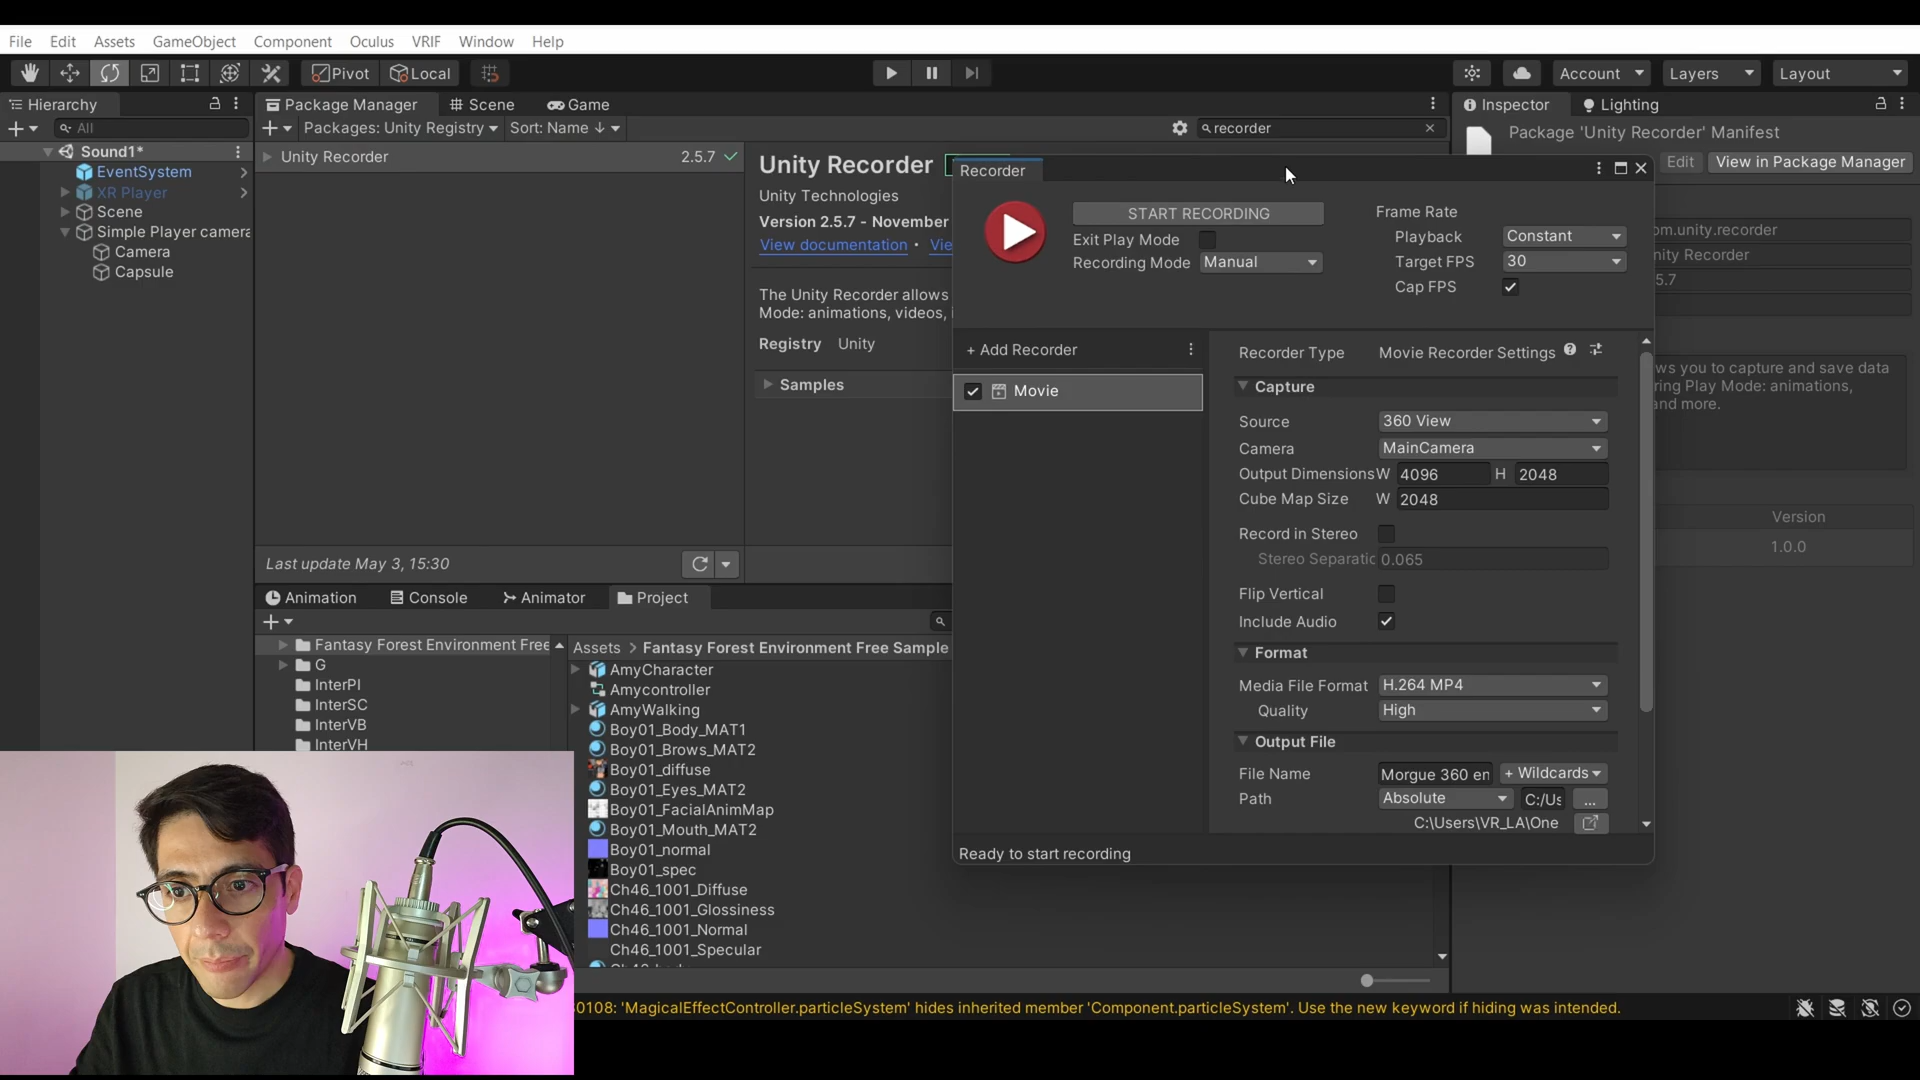 File Edit Assets GameObject Component Oculus VRIF Window Help
Pivot Local Account Layers Layout
Hierarchy
All
Sound1*
EventSystem
XR Player
Scene
Simple Player camera
Camera
Capsule
Package Manager Scene Game
Packages: Unity Registry Sort: Name ↓ recorder
Unity Recorder 2.5.7
Last update May 3, 15:30
Unity Recorder
Unity Technologies
Version 2.5.7 - November
View documentation • Vie
The Unity Recorder allows
Mode: animations, videos, i
Registry Unity
Samples
Recorder
START RECORDING
Exit Play Mode
Recording Mode Manual
Frame Rate
Playback Constant
Target FPS 30
Cap FPS
+ Add Recorder
Movie
Recorder Type Movie Recorder Settings
Capture
Source 360 View
Camera MainCamera
Output Dimensions W 4096 H 2048
Cube Map Size W 2048
Record in Stereo
Stereo Separatic 0.065
Flip Vertical
Include Audio
Format
Media File Format H.264 MP4
Quality High
Output File
File Name Morgue 360 en + Wildcards
Path Absolute C:/Us ...
C:\Users\VR_LA\One
Ready to start recording
Inspector Lighting
Package 'Unity Recorder' Manifest
Edit View in Package Manager
om.unity.recorder
nity Recorder
5.7
ws you to capture and save data
ring Play Mode: animations,
and more.
Version
1.0.0
Animation Console Animator Project
Fantasy Forest Environment Free
G
InterPI
InterSC
InterVB
InterVH
Assets > Fantasy Forest Environment Free Sample
AmyCharacter
Amycontroller
AmyWalking
Boy01_Body_MAT1
Boy01_Brows_MAT2
Boy01_diffuse
Boy01_Eyes_MAT2
Boy01_FacialAnimMap
Boy01_Mouth_MAT2
Boy01_normal
Boy01_spec
Ch46_1001_Diffuse
Ch46_1001_Glossiness
Ch46_1001_Normal
Ch46_1001_Specular
S0108: 'MagicalEffectController.particleSystem' hides inherited member 'Component.particleSystem'. Use the new keyword if hiding was intended.